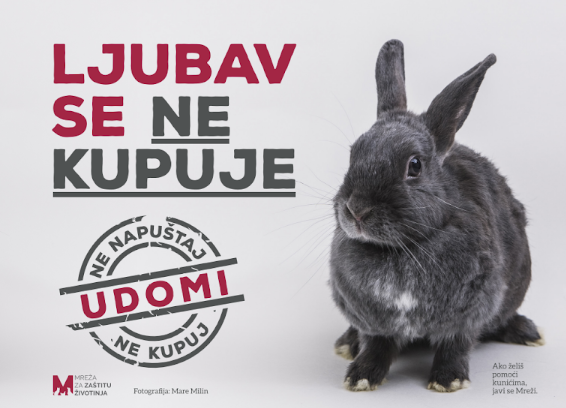 LJUBAV
SE NE
KUPUJE
NE NAPUŠTAJ
UDOMI
NE KUPUJ
MREŽA
ZA ZAŠTITU
ŽIVOTINJA
Fotografija: Mare Milin
Ako želiš
pomoći
kunićima,
javi se Mreži.